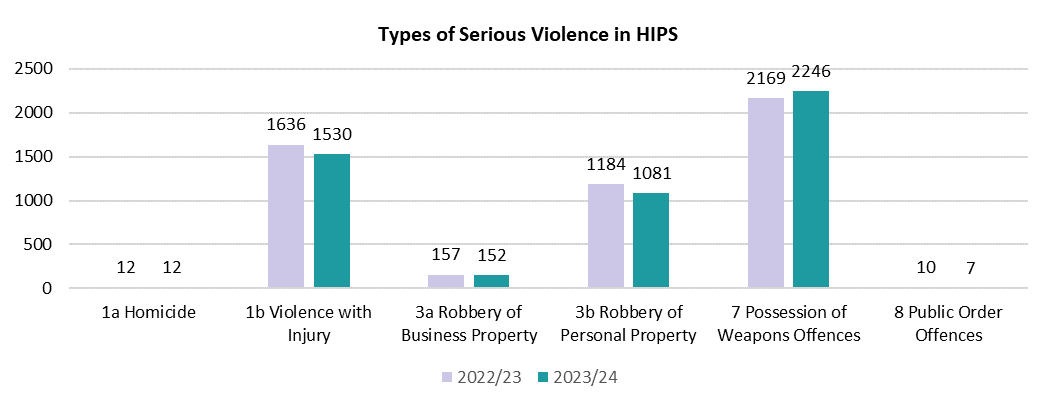 Types of Serious Violence in HIPS
2500
2000
1500
1000
500
0
12
12
1636
1530
157
152
1184
1081
2169
2246
10
7
1a Homicide
1b Violence with
Injury
3a Robbery of
Business Property
3b Robbery of
Personal Property
7 Possession of
Weapons Offences
8 Public Order
Offences
2022/23
2023/24